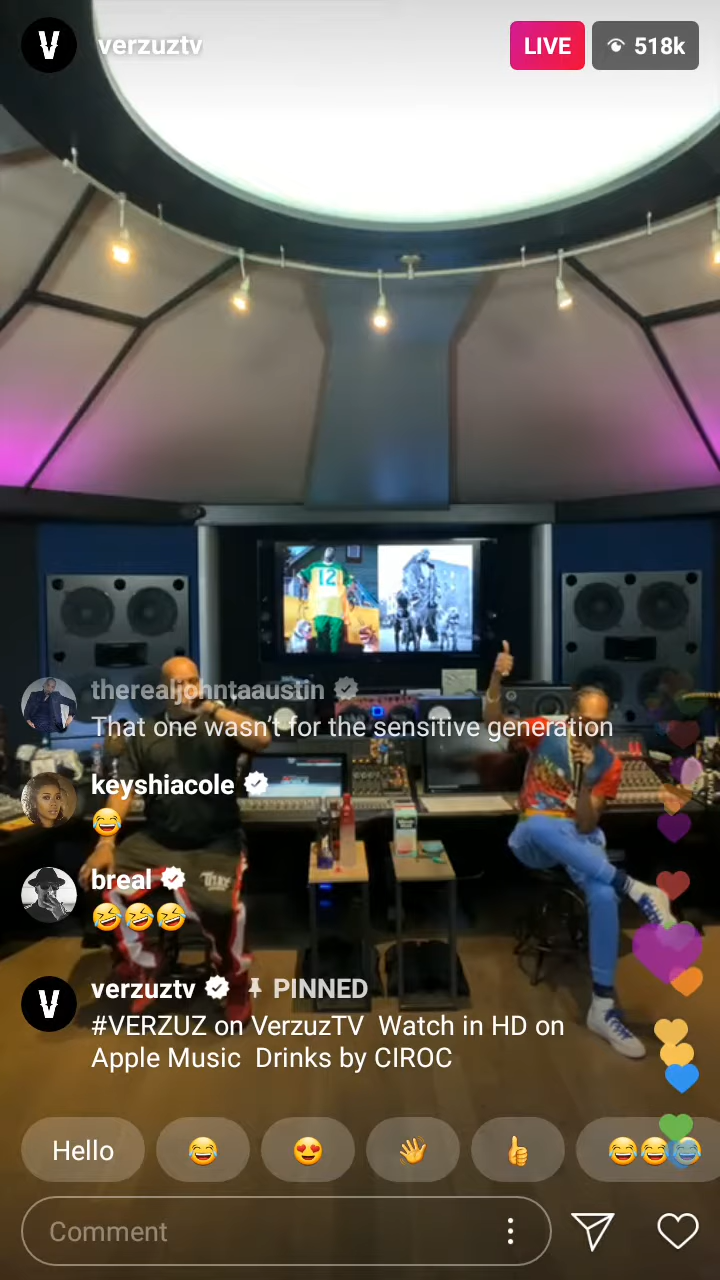 verzuztv
LIVE
518k
12
therealjohntaaustin
That one wasn't for the sensitive generation
keyshiacole
😂
breal
🤣🤣🤣
verzuztv PINNED
#VERZUZ on VerzuzTV Watch in HD on
Apple Music Drinks by CIROC
Hello 😂 😍 👋 👍 😂😂😂
Comment